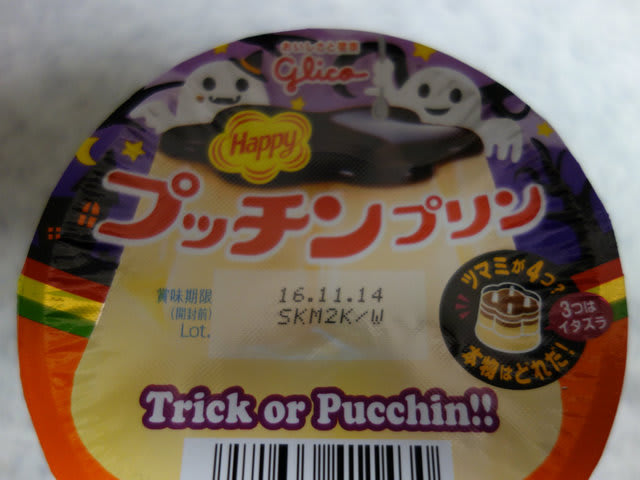 おいしさと健康
Glico
Happy
プッチンプリン
賞味期限
(開封前)
16.11.14
Lot.
SKM2K/W
ツマミが4つ?
3つは
イタズラ
本物はどれだ!
Trick or Pucchin!!